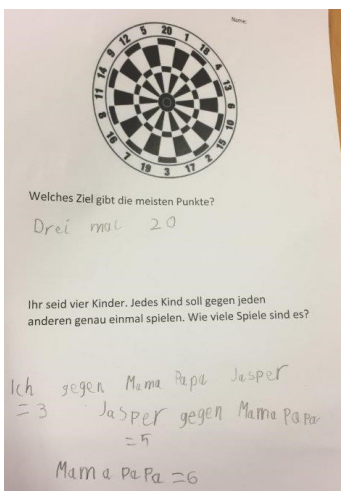 Name:
20 1 18 4 13 9 10 15 2 17 3 19 7 16 8 11 14 9 12 5
Welches Ziel gibt die meisten Punkte?
Drei mal 20
Ihr seid vier Kinder. Jedes Kind soll gegen jeden
anderen genau einmal spielen. Wie viele Spiele sind es?
Ich gegen Mama Papa Jasper
= 3 Jasper gegen Mama Papa
= 5
Mama Papa = 6